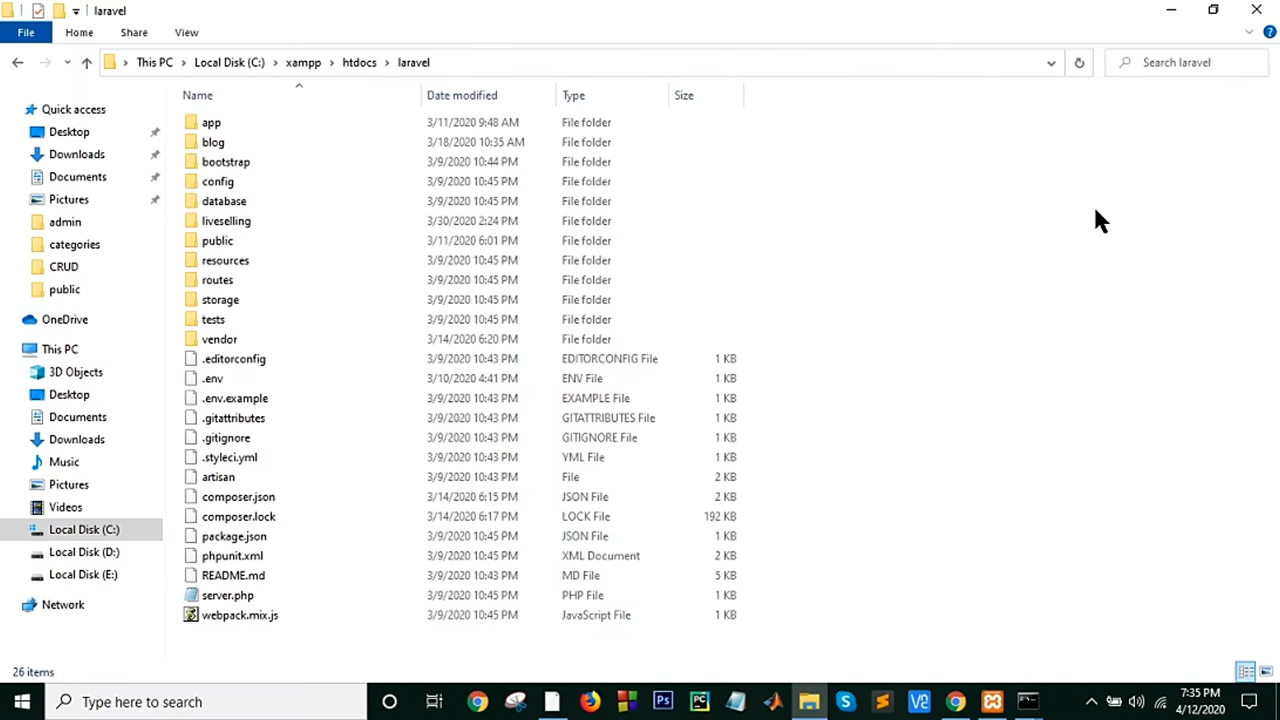 laravel
File Home Share View
This PC Local Disk (C:) xampp htdocs laravel Search laravel
Name Date modified Type Size
Quick access
Desktop
Downloads
Documents
Pictures
admin
categories
CRUD
public
OneDrive
This PC
3D Objects
Desktop
Documents
Downloads
Music
Pictures
Videos
Local Disk (C:)
Local Disk (D:)
Local Disk (E:)
Network
app 3/11/2020 9:48 AM File folder
blog 3/18/2020 10:35 AM File folder
bootstrap 3/9/2020 10:44 PM File folder
config 3/9/2020 10:45 PM File folder
database 3/9/2020 10:45 PM File folder
liveselling 3/30/2020 2:24 PM File folder
public 3/11/2020 6:01 PM File folder
resources 3/9/2020 10:45 PM File folder
routes 3/9/2020 10:45 PM File folder
storage 3/9/2020 10:45 PM File folder
tests 3/9/2020 10:45 PM File folder
vendor 3/14/2020 6:20 PM File folder
.editorconfig 3/9/2020 10:43 PM EDITORCONFIG File 1 KB
.env 3/10/2020 4:41 PM ENV File 1 KB
.env.example 3/9/2020 10:43 PM EXAMPLE File 1 KB
.gitattributes 3/9/2020 10:43 PM GITATTRIBUTES File 1 KB
.gitignore 3/9/2020 10:43 PM GITIGNORE File 1 KB
.styleci.yml 3/9/2020 10:43 PM YML File 1 KB
artisan 3/9/2020 10:43 PM File 2 KB
composer.json 3/14/2020 6:15 PM JSON File 2 KB
composer.lock 3/14/2020 6:17 PM LOCK File 192 KB
package.json 3/9/2020 10:45 PM JSON File 1 KB
phpunit.xml 3/9/2020 10:45 PM XML Document 2 KB
README.md 3/9/2020 10:43 PM MD File 5 KB
server.php 3/9/2020 10:45 PM PHP File 1 KB
webpack.mix.js 3/9/2020 10:45 PM JavaScript File 1 KB
26 items
Type here to search
Ps
PC
7:35 PM
4/12/2020